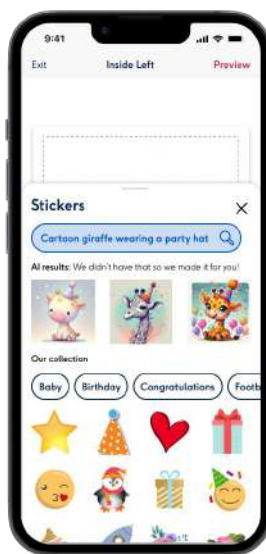 9:41
Exit Inside Left Preview
Stickers
Cartoon giraffe wearing a party hat
AI results: We didn't have that so we made it for you!
Our collection
Baby Birthday Congratulations Footb